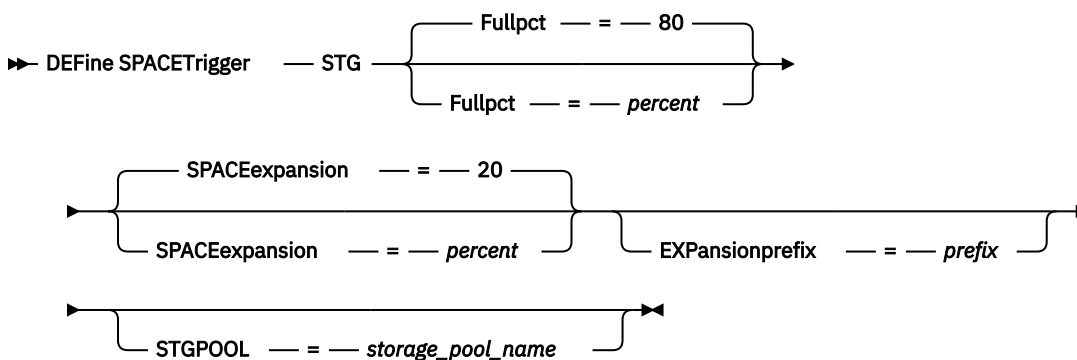 Fullpct = 80
DEFine SPACETrigger STG
Fullpct = percent
SPACEexpansion = 20
SPACEexpansion = percent EXPansionprefix = prefix
STGPOOL = storage_pool_name